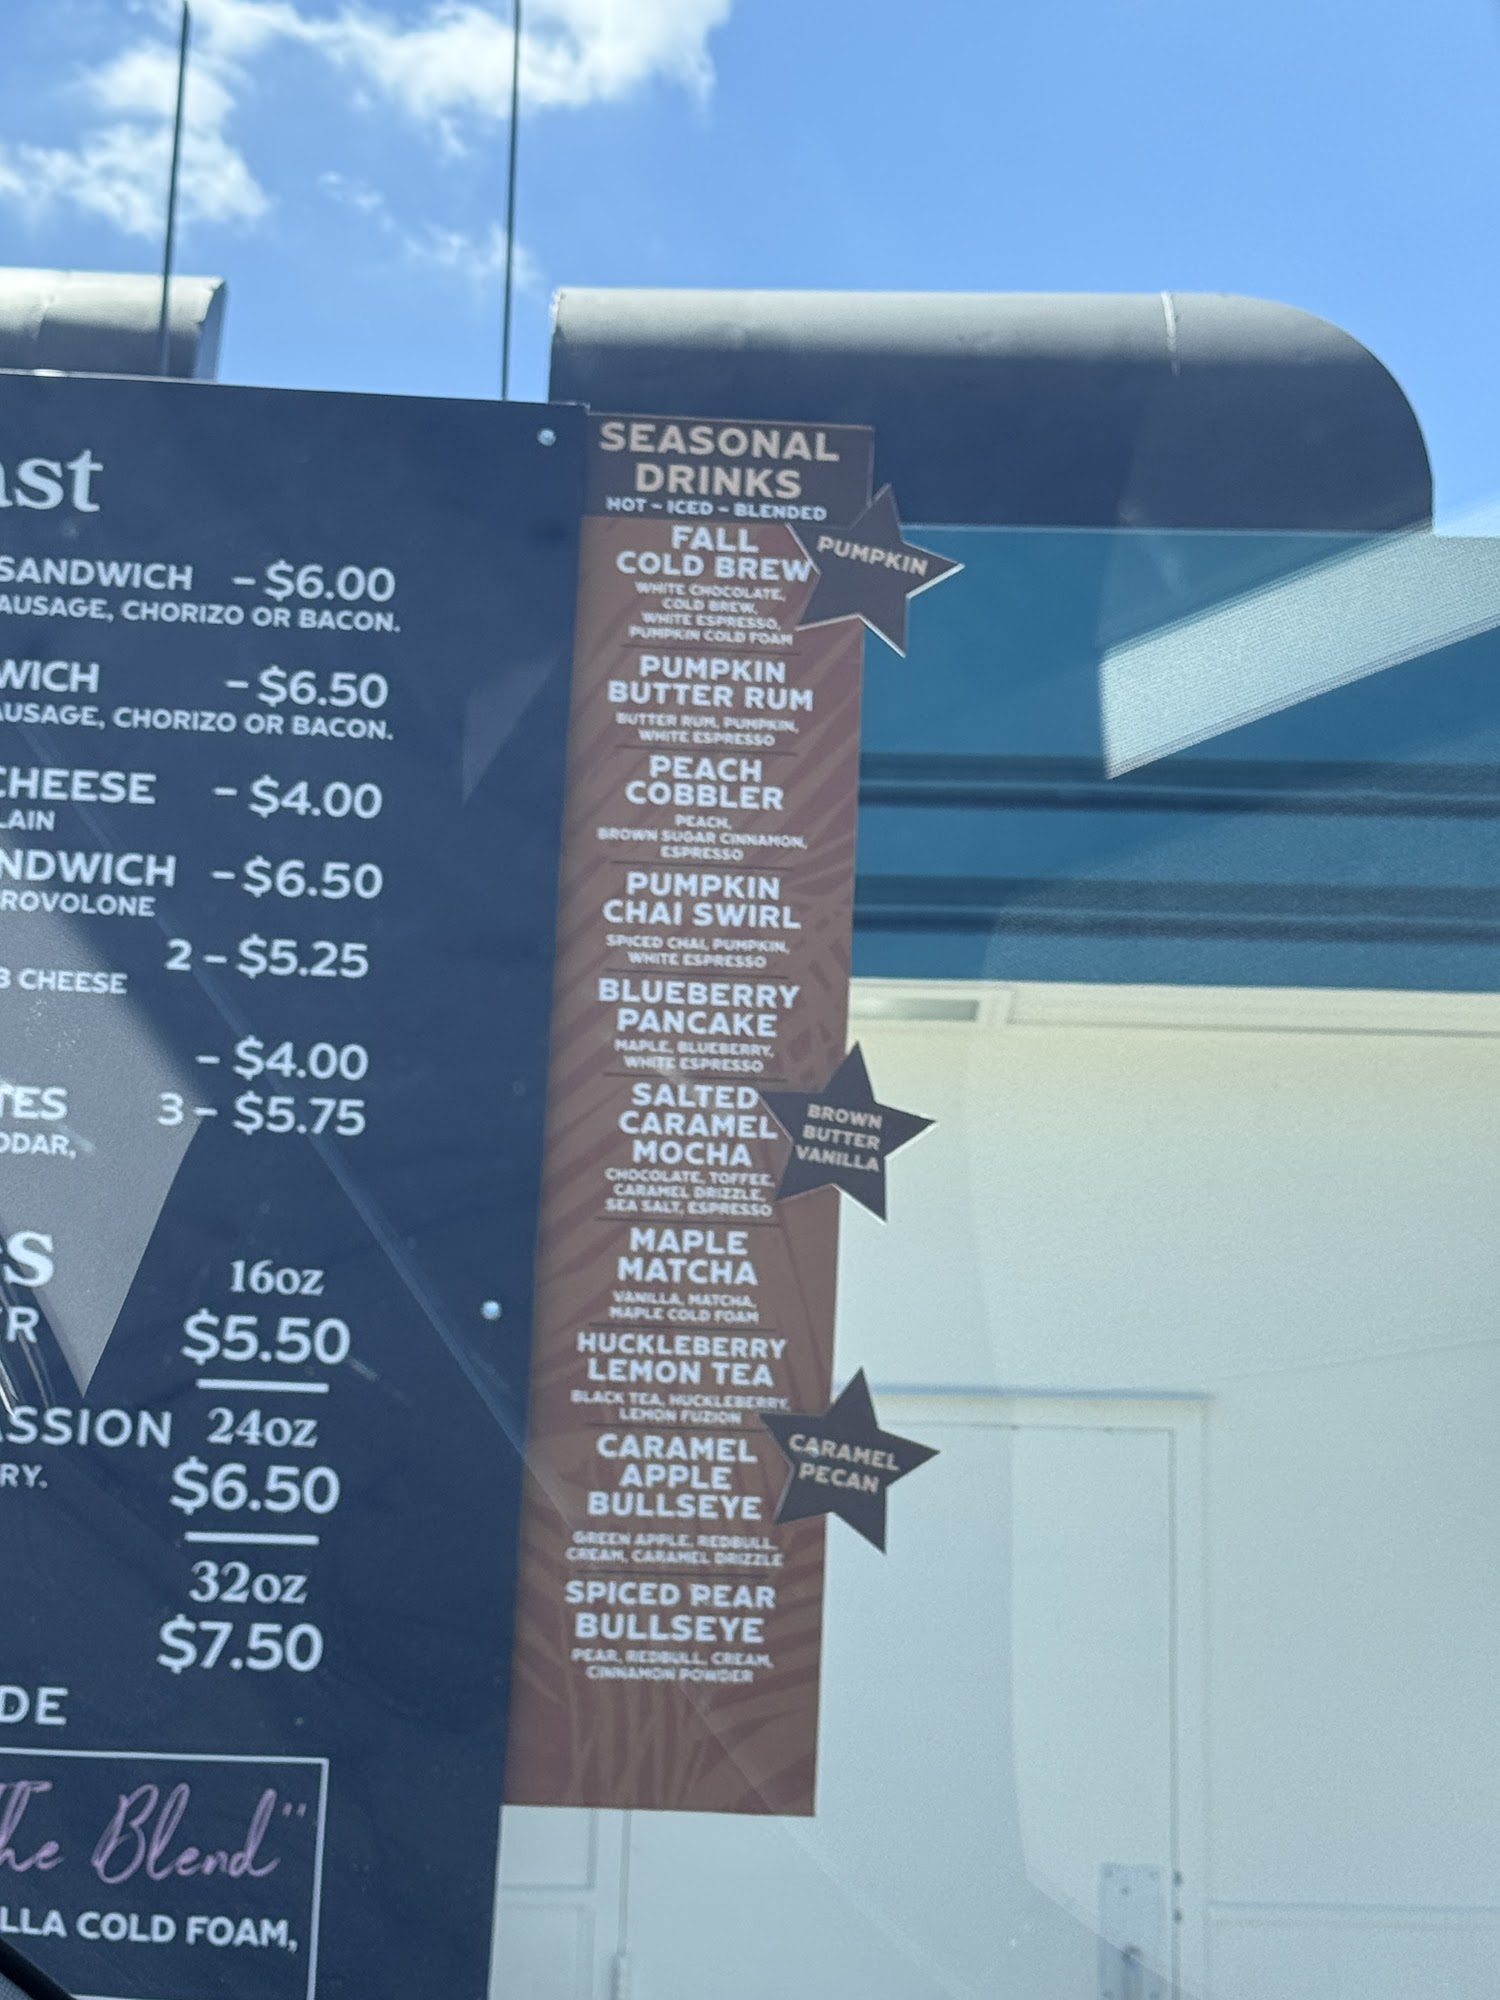 ast
SANDWICH – $6.00
AUSAGE, CHORIZO OR BACON.
WICH – $6.50
AUSAGE, CHORIZO OR BACON.
CHEESE – $4.00
LAIN
NDWICH – $6.50
ROVOLONE
2 – $5.25
3 CHEESE
– $4.00
TES 3 – $5.75
DDAR,
s
16oz
ER $5.50
ASSION 24oz
RY. $6.50
32oz
$7.50
DE
The Blend"
LLA COLD FOAM,
SEASONAL
DRINKS
HOT – ICED – BLENDED
FALL
COLD BREW
WHITE CHOCOLATE,
COLD BREW,
WHITE ESPRESSO,
PUMPKIN COLD FOAM
PUMPKIN
PUMPKIN
BUTTER RUM
BUTTER RUM, PUMPKIN,
WHITE ESPRESSO
PEACH
COBBLER
PEACH,
BROWN SUGAR CINNAMON,
ESPRESSO
PUMPKIN
CHAI SWIRL
SPICED CHAI, PUMPKIN,
WHITE ESPRESSO
BLUEBERRY
PANCAKE
MAPLE, BLUEBERRY,
WHITE ESPRESSO
SALTED
CARAMEL
MOCHA
CHOCOLATE, TOFFEE,
CARAMEL DRIZZLE,
SEA SALT, ESPRESSO
BROWN
BUTTER
VANILLA
MAPLE
MATCHA
VANILLA, MATCHA,
MAPLE COLD FOAM
HUCKLEBERRY
LEMON TEA
BLACK TEA, HUCKLEBERRY,
LEMON FUZION
CARAMEL
APPLE
BULLSEYE
GREEN APPLE, REDBULL,
CREAM, CARAMEL DRIZZLE
CARAMEL
PECAN
SPICED PEAR
BULLSEYE
PEAR, REDBULL, CREAM,
CINNAMON POWDER